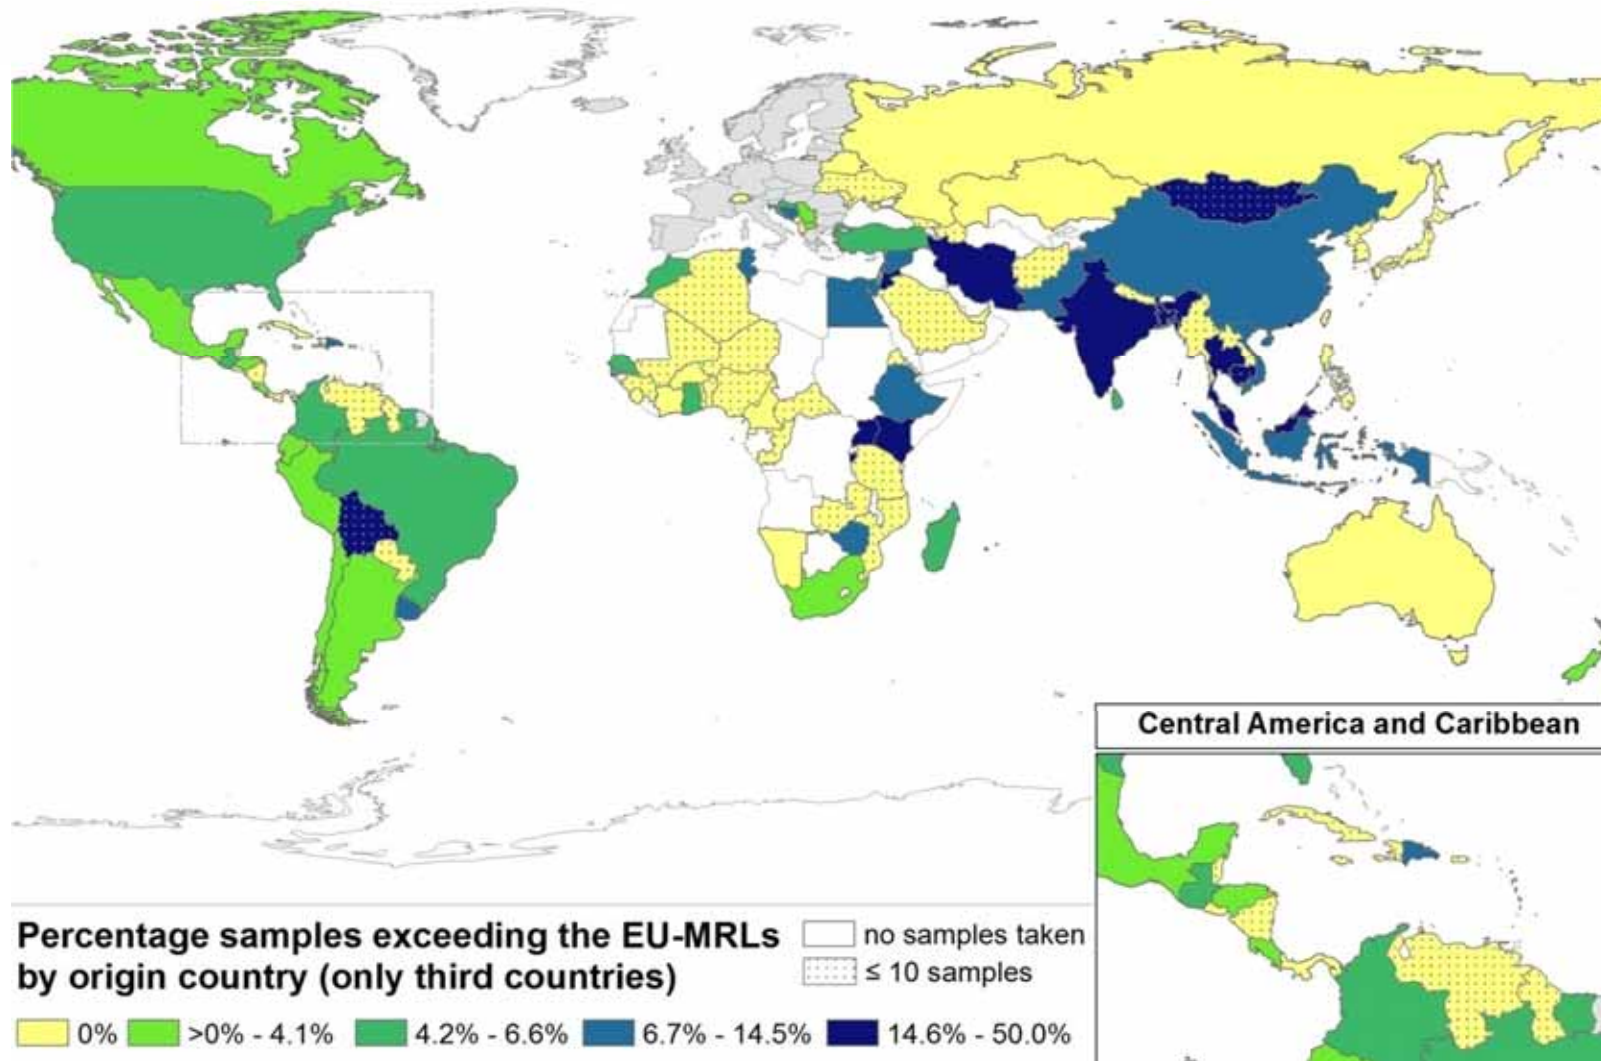 Central America and Caribbean
Percentage samples exceeding the EU-MRLs
by origin country (only third countries)
no samples taken
≤ 10 samples
0%
>0% - 4.1%
4.2% - 6.6%
6.7% - 14.5%
14.6% - 50.0%